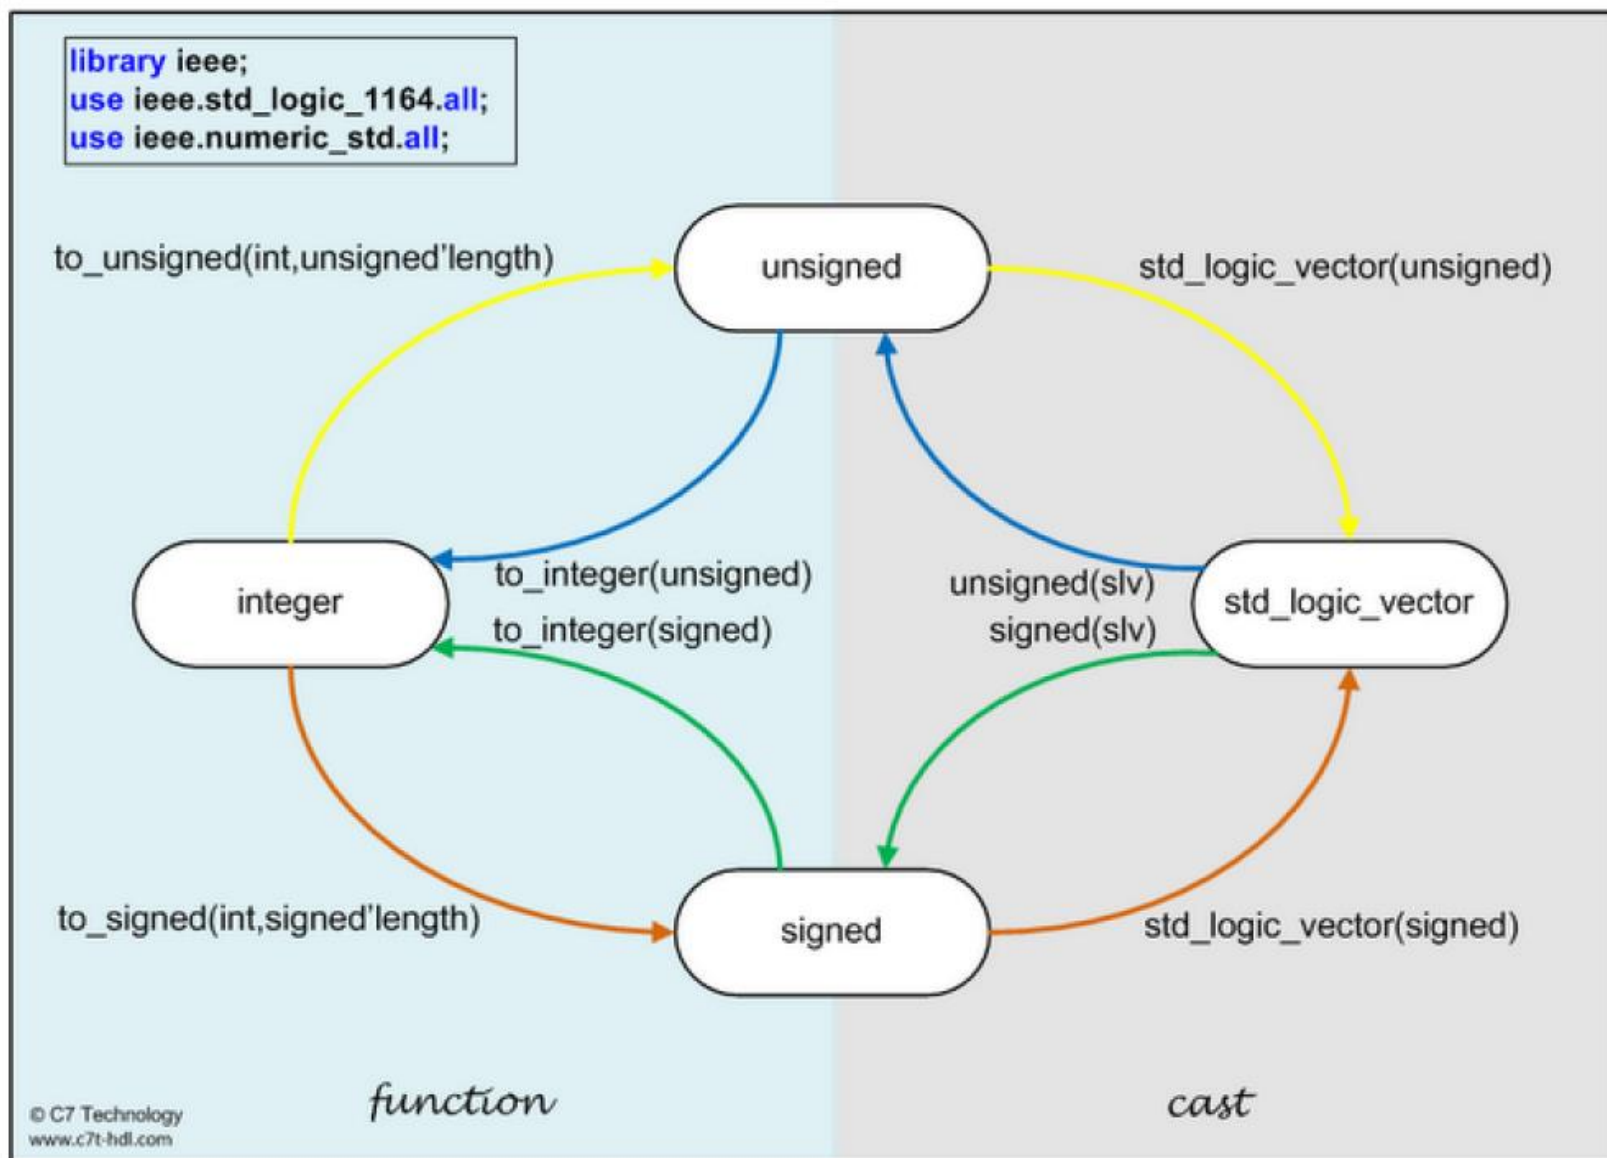 library ieee;
use ieee.std_logic_1164.all;
use ieee.numeric_std.all;
to_unsigned(int,unsigned'length)
unsigned
std_logic_vector(unsigned)
to_integer(unsigned)
unsigned(slv)
integer
std_logic_vector
to_integer(signed)
signed(slv)
to_signed(int,signed'length)
signed
std_logic_vector(signed)
function
cast
© C7 Technology
www.c7t-hdl.com